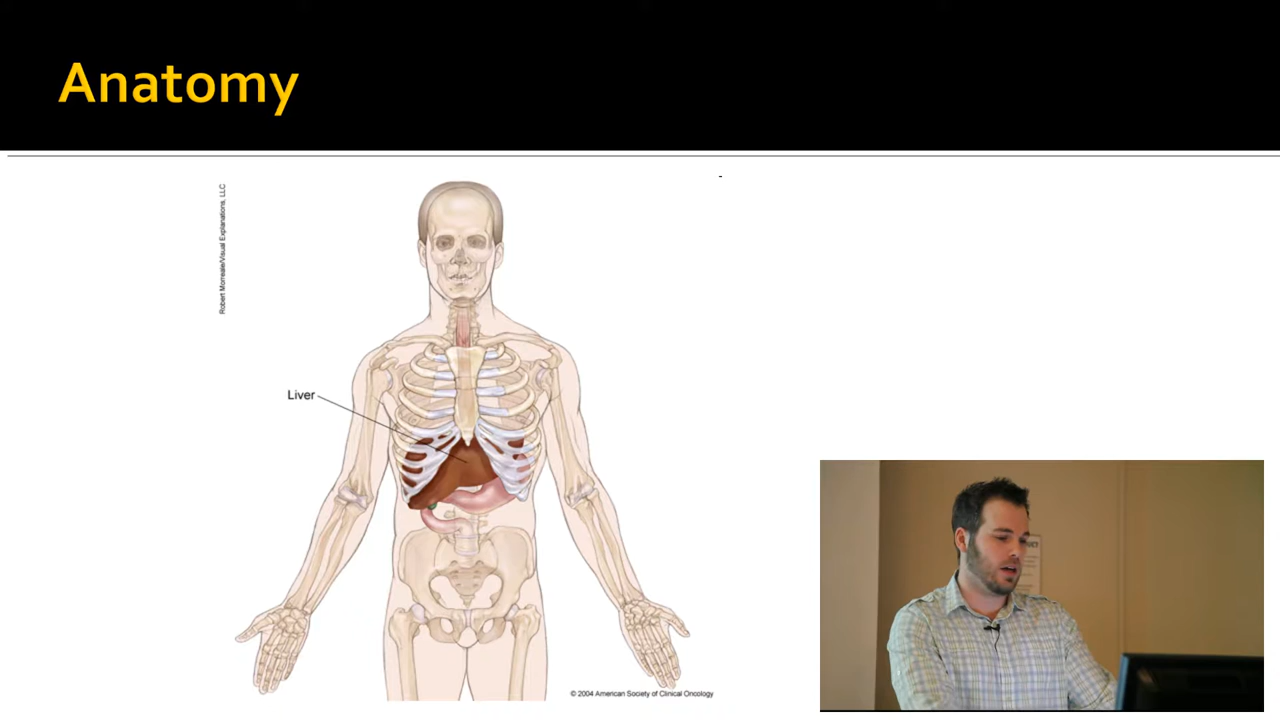 Anatomy
Robert Morreale/Visual Explanations, LLC
Liver
© 2004 American Society of Clinical Oncology